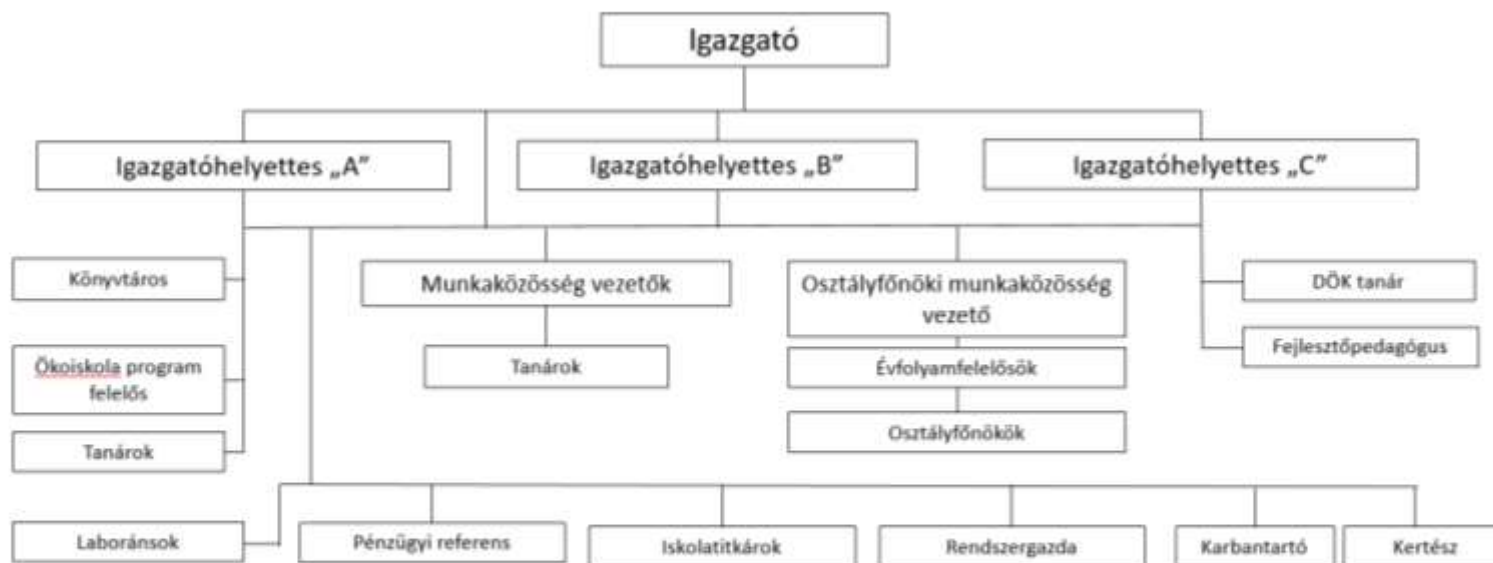 Igazgató
Igazgatóhelyettes „A”
Igazgatóhelyettes „B”
Igazgatóhelyettes „C”
Könyvtáros
Munkaközösség vezetők
Osztályfőnöki munkaközösség
vezető
DÖK tanár
Ökoiskola program
felelős
Tanárok
Évfolyamfelelősök
Fejlesztőpedagógus
Tanárok
Osztályfőnökök
Laboránsok
Pénzügyi referens
Iskolatitkárok
Rendszergazda
Karbantartó
Kertész